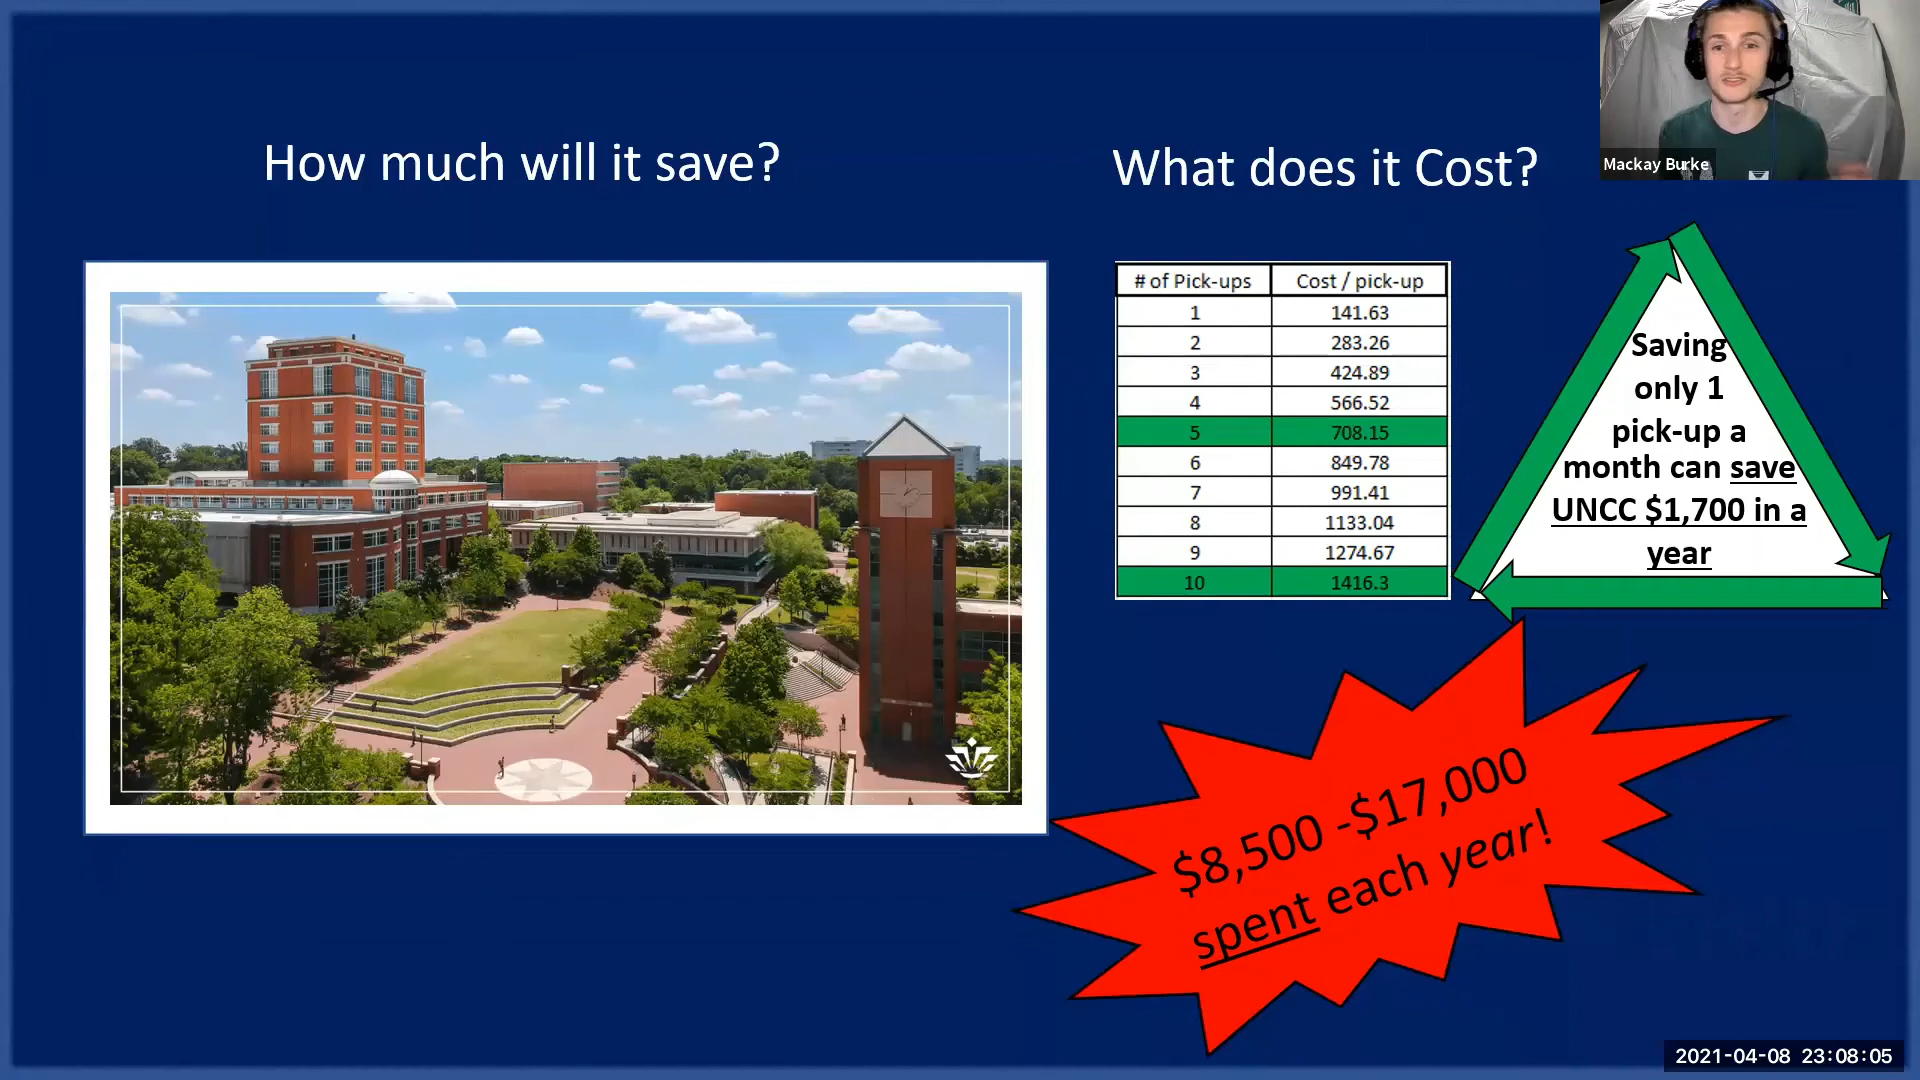 How much will it save?
What does it Cost?
Mackay Burke
# of Pick-ups Cost / pick-up
1 141.63
2 283.26
3 424.89
4 566.52
5 708.15
6 849.78
7 991.41
8 1133.04
9 1274.67
10 1416.3
Saving
only 1
pick-up a
month can save
UNCC $1,700 in a
year
$8,500 -$17,000
spent each year!
2021-04-08 23:08:05